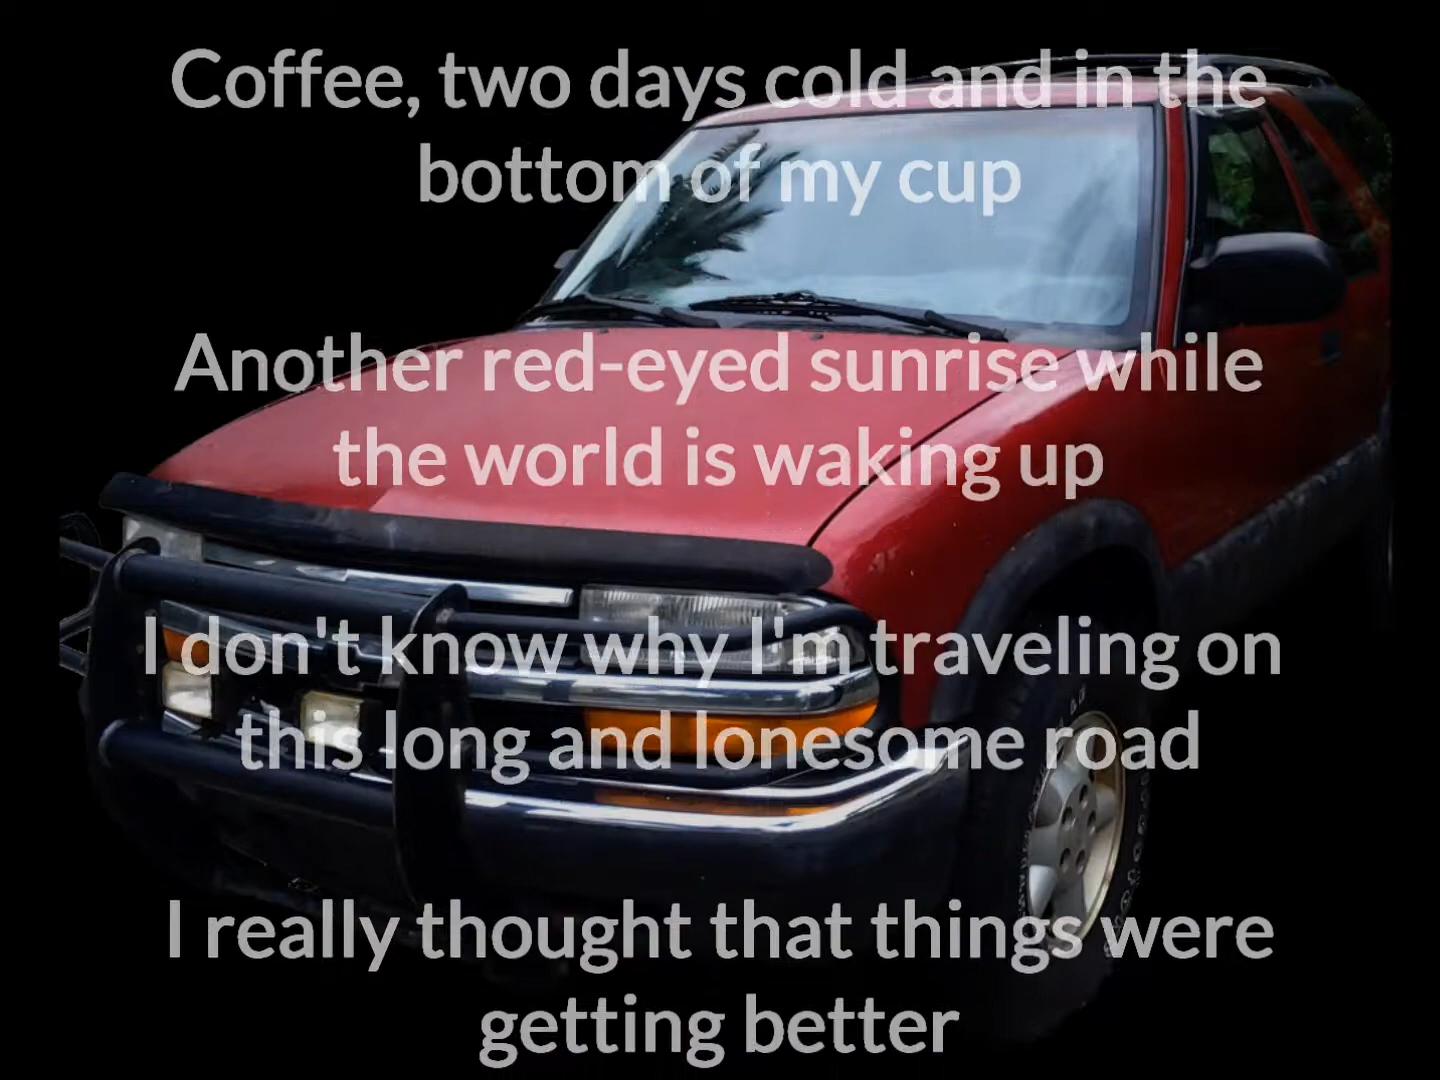 Coffee, two days cold and in the
bottom of my cup
Another red-eyed sunrise while
the world is waking up
I don't know why I'm traveling on
this long and lonesome road
I really thought that things were
getting better